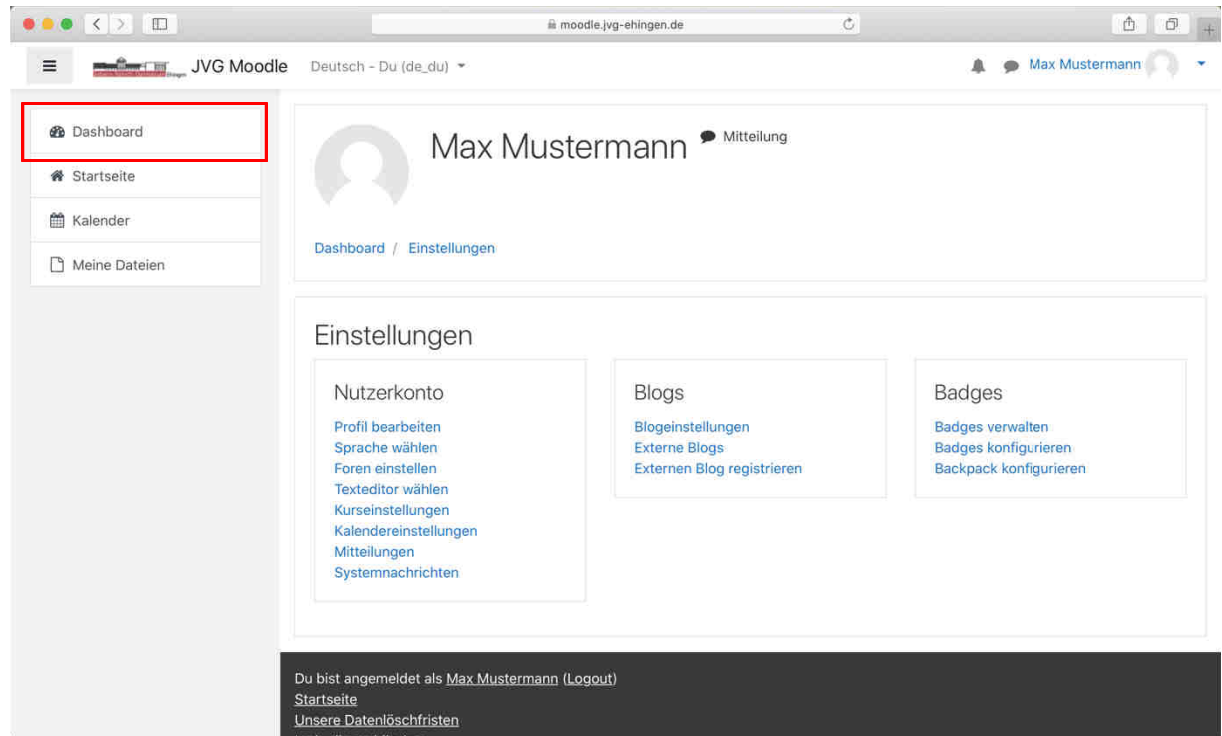 moodle.jvg-ehingen.de
JVG Moodle Deutsch - Du (de_du) Max Mustermann
Dashboard
Startseite
Kalender
Meine Dateien
Max Mustermann Mitteilung
Dashboard / Einstellungen
Einstellungen
Nutzerkonto
Profil bearbeiten
Sprache wählen
Foren einstellen
Texteditor wählen
Kurseinstellungen
Kalendereinstellungen
Mitteilungen
Systemnachrichten
Blogs
Blogeinstellungen
Externe Blogs
Externen Blog registrieren
Badges
Badges verwalten
Badges konfigurieren
Backpack konfigurieren
Du bist angemeldet als Max Mustermann (Logout)
Startseite
Unsere Datenlöschfristen